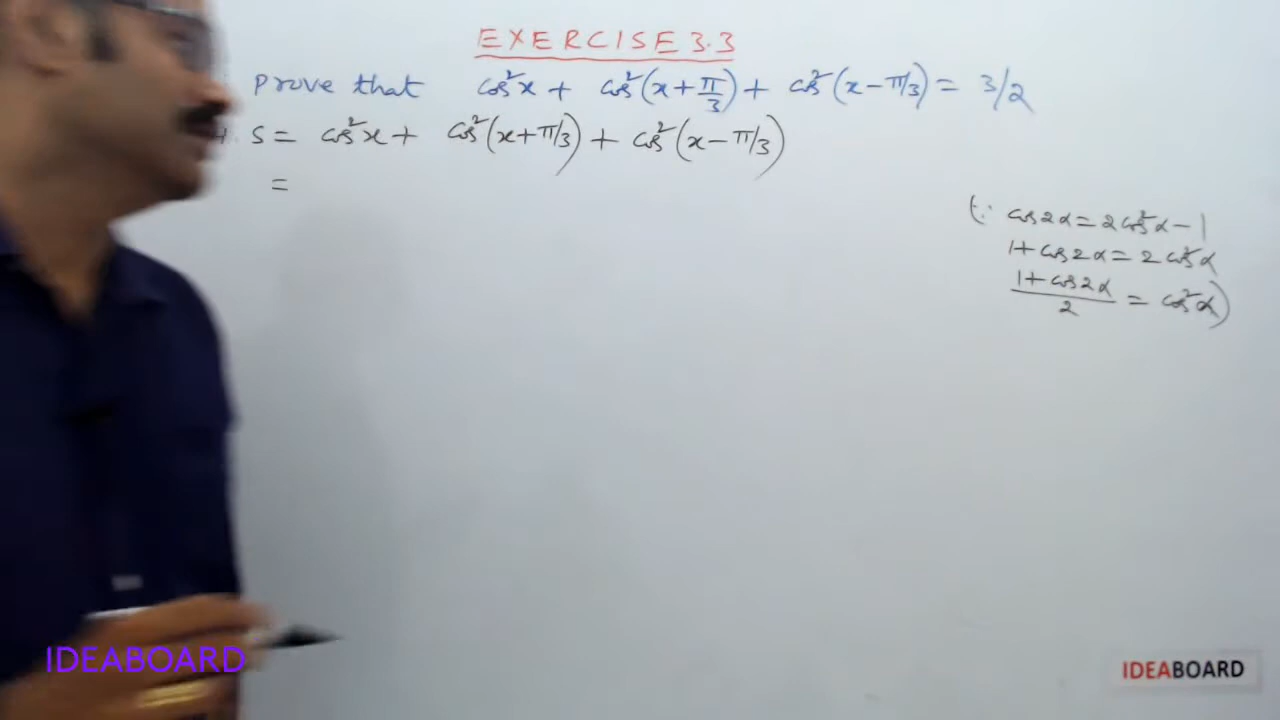 EXERCISE 3.3
Prove that cos²x + cos²(x+π/3) + cos²(x−π/3) = 3/2
H. S = cos²x + cos²(x+π/3) + cos²(x−π/3)
=
(∵ cos2α = 2cos²α − 1
1+cos2α = 2cos²α
1+cos2α/2 = cos²α)
IDEABOARD
IDEABOARD